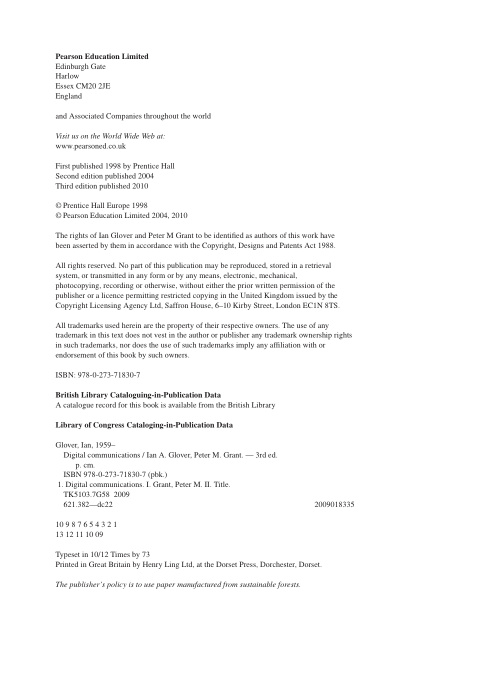 Pearson Education Limited
Edinburgh Gate
Harlow
Essex CM20 2JE
England
and Associated Companies throughout the world
Visit us on the World Wide Web at:
www.pearsoned.co.uk
First published 1998 by Prentice Hall
Second edition published 2004
Third edition published 2010
© Prentice Hall Europe 1998
© Pearson Education Limited 2004, 2010
The rights of Ian Glover and Peter M Grant to be identified as authors of this work have
been asserted by them in accordance with the Copyright, Designs and Patents Act 1988.
All rights reserved. No part of this publication may be reproduced, stored in a retrieval
system, or transmitted in any form or by any means, electronic, mechanical,
photocopying, recording or otherwise, without either the prior written permission of the
publisher or a licence permitting restricted copying in the United Kingdom issued by the
Copyright Licensing Agency Ltd, Saffron House, 6–10 Kirby Street, London EC1N 8TS.
All trademarks used herein are the property of their respective owners. The use of any
trademark in this text does not vest in the author or publisher any trademark ownership rights
in such trademarks, nor does the use of such trademarks imply any affiliation with or
endorsement of this book by such owners.
ISBN: 978-0-273-71830-7
British Library Cataloguing-in-Publication Data
A catalogue record for this book is available from the British Library
Library of Congress Cataloging-in-Publication Data
Glover, Ian, 1959–
Digital communications / Ian A. Glover, Peter M. Grant. — 3rd ed.
p. cm.
ISBN 978-0-273-71830-7 (pbk.)
1. Digital communications. I. Grant, Peter M. II. Title.
TK5103.7G58 2009
621.382—dc22 2009018335
10 9 8 7 6 5 4 3 2 1
13 12 11 10 09
Typeset in 10/12 Times by 73
Printed in Great Britain by Henry Ling Ltd, at the Dorset Press, Dorchester, Dorset.
The publisher's policy is to use paper manufactured from sustainable forests.